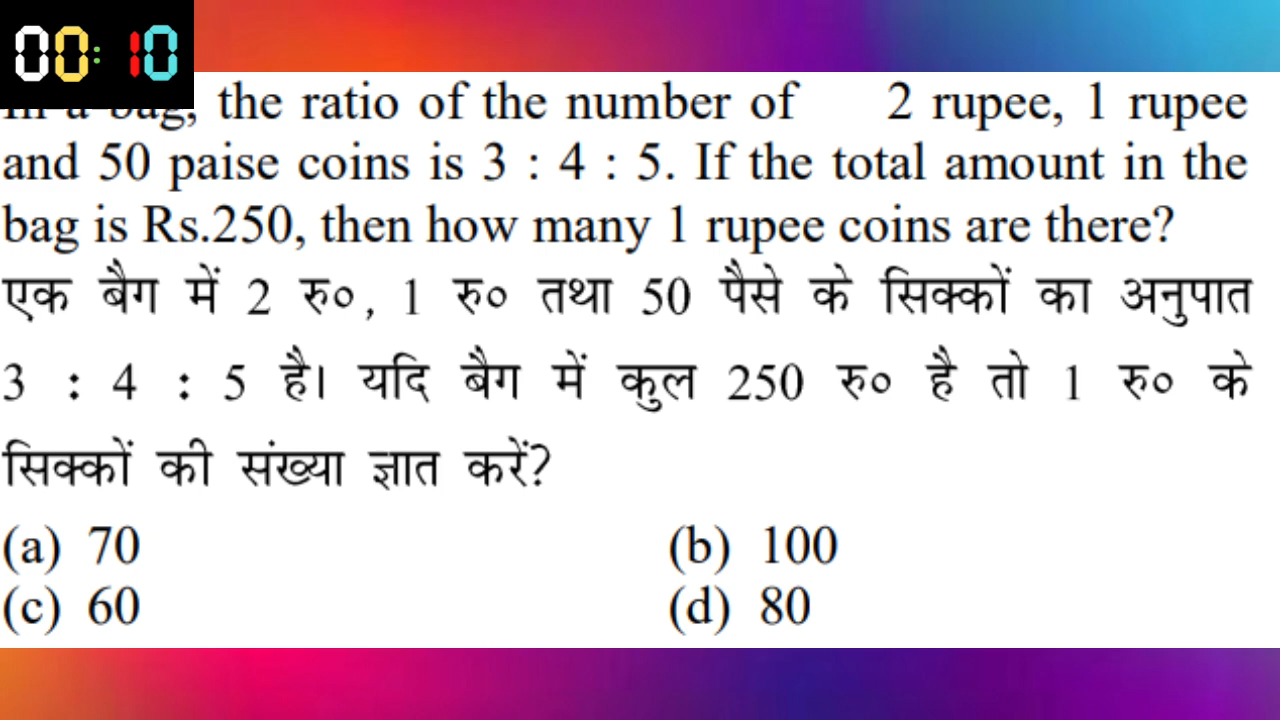 00:10
the ratio of the number of 2 rupee, 1 rupee
and 50 paise coins is 3 : 4 : 5. If the total amount in the
bag is Rs.250, then how many 1 rupee coins are there?
एक बैग में 2 रु०, 1 रु० तथा 50 पैसे के सिक्कों का अनुपात
3 : 4 : 5 है। यदि बैग में कुल 250 रु० है तो 1 रु० के
सिक्कों की संख्या ज्ञात करें?
(a) 70 (b) 100
(c) 60 (d) 80